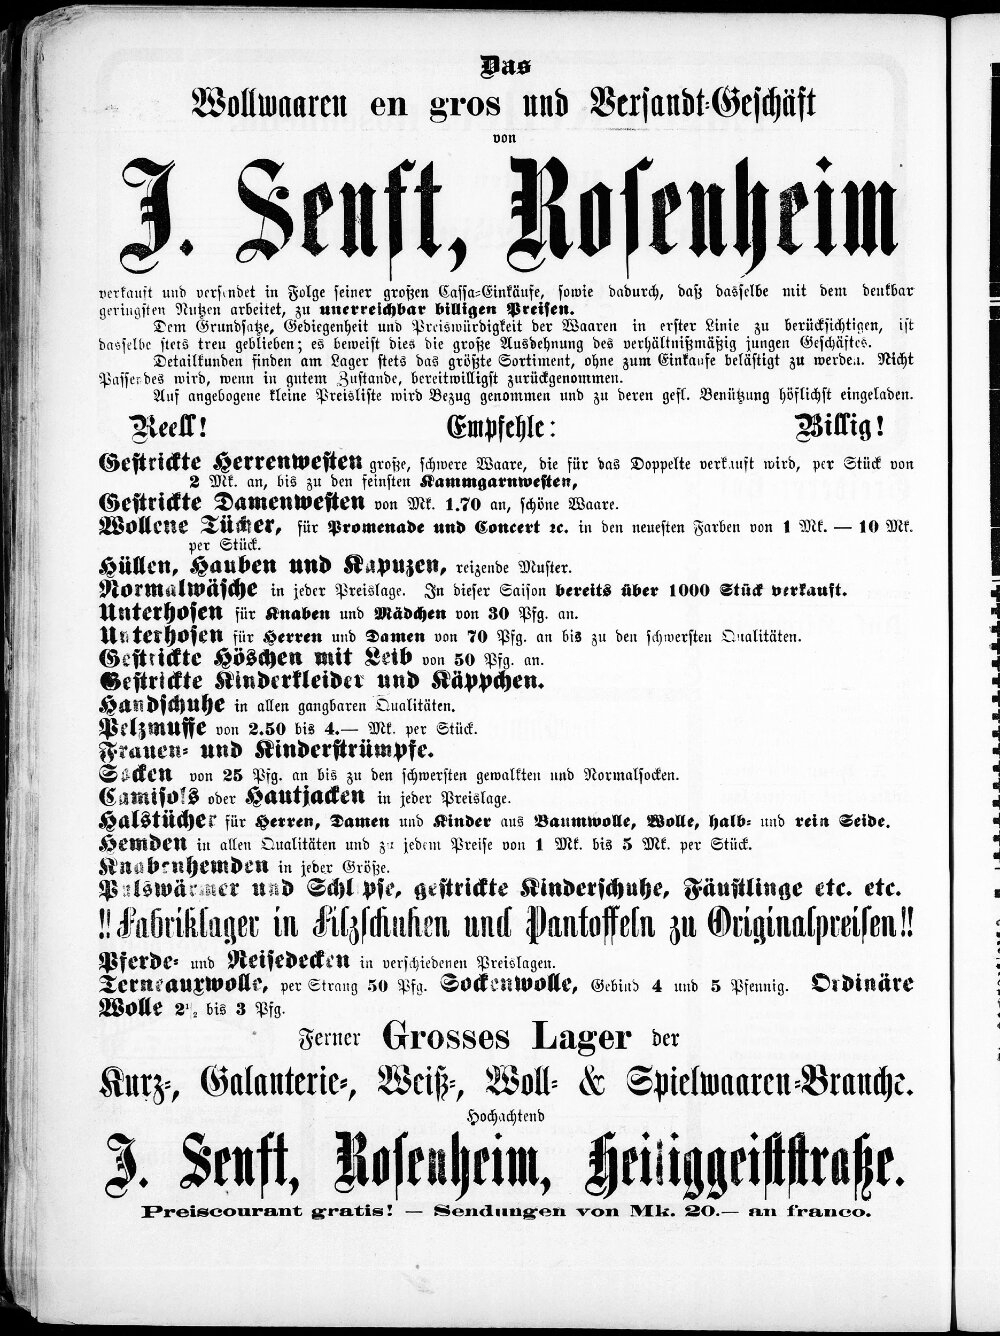 Das
Wollwaaren en gros und Versandt-Geschäft
von
J. Senft, Rosenheim
verkauft und versendet in Folge seiner großen Cassa-Einkäufe, sowie dadurch, daß dasselbe mit dem denkbar
geringsten Nutzen arbeitet, zu unerreichbar billigen Preisen.
Dem Grundsatze, Gediegenheit und Preiswürdigkeit der Waaren in erster Linie zu berücksichtigen, ist
dasselbe stets treu geblieben; es beweist dies die große Ausdehnung des verhältnißmäßig jungen Geschäftes.
Detailkunden finden am Lager stets das größte Sortiment, ohne zum Einkaufe belästigt zu werden. Nicht
Passendes wird, wenn in gutem Zustande, bereitwilligst zurückgenommen.
Auf angebogene kleine Preisliste wird Bezug genommen und zu deren gefl. Benützung höflichst eingeladen.
Reell! Empfehle: Billig!
Gestrickte Herrenwesten große, schwere Waare, die für das Doppelte verkauft wird, per Stück von
2 Mk. an, bis zu den feinsten Kammgarnwesten,
Gestrickte Damenwesten von Mk. 1.70 an, schöne Waare.
Wollene Tücher, für Promenade und Concert ꝛc. in den neuesten Farben von 1 Mk. — 10 Mk.
per Stück.
Hüllen, Hauben und Kapuzen, reizende Muster.
Normalwäsche in jeder Preislage. In dieser Saison bereits über 1000 Stück verkauft.
Unterhosen für Knaben und Mädchen von 30 Pfg. an.
Unterhosen für Herren und Damen von 70 Pfg. an bis zu den schwersten Qualitäten.
Gestrickte Höschen mit Leib von 50 Pfg. an.
Gestrickte Kinderkleider und Käppchen.
Handschuhe in allen gangbaren Qualitäten.
Pelzmuffe von 2.50 bis 4.— Mk. per Stück.
Frauen- und Kinderstrümpfe.
Socken von 25 Pfg. an bis zu den schwersten gewalkten und Normalsocken.
Camisols oder Hautjacken in jeder Preislage.
Halstücher für Herren, Damen und Kinder aus Baumwolle, Wolle, halb- und rein Seide.
Hemden in allen Qualitäten und zu jedem Preise von 1 Mk. bis 5 Mk. per Stück.
Knabenhemden in jeder Größe.
Pulswärmer und Schlipse, gestrickte Kinderschuhe, Fäustlinge etc. etc.
!! Fabriklager in Filzschuhen und Pantoffeln zu Originalpreisen !!
Pferde- und Reisedecken in verschiedenen Preislagen.
Terneauxwolle, per Strang 50 Pfg. Sockenwolle, Gebind 4 und 5 Pfennig. Ordinäre
Wolle 2½ bis 3 Pfg.
Ferner Grosses Lager der
Kurz-, Galanterie-, Weiß-, Woll- & Spielwaaren-Branche.
Hochachtend
J. Senft, Rosenheim, Heiliggeiststraße.
Preiscourant gratis! — Sendungen von Mk. 20.— an franco.